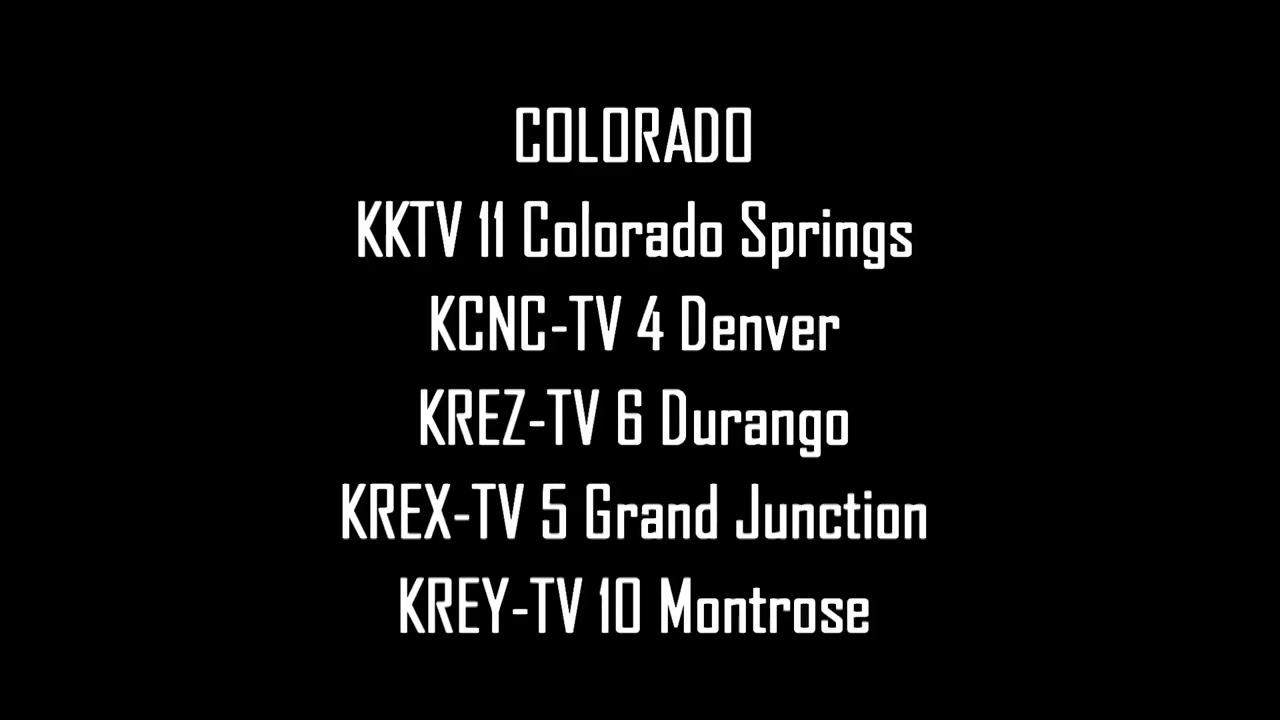 COLORADO
KKTV 11 Colorado Springs
KCNC-TV 4 Denver
KREZ-TV 6 Durango
KREX-TV 5 Grand Junction
KREY-TV 10 Montrose